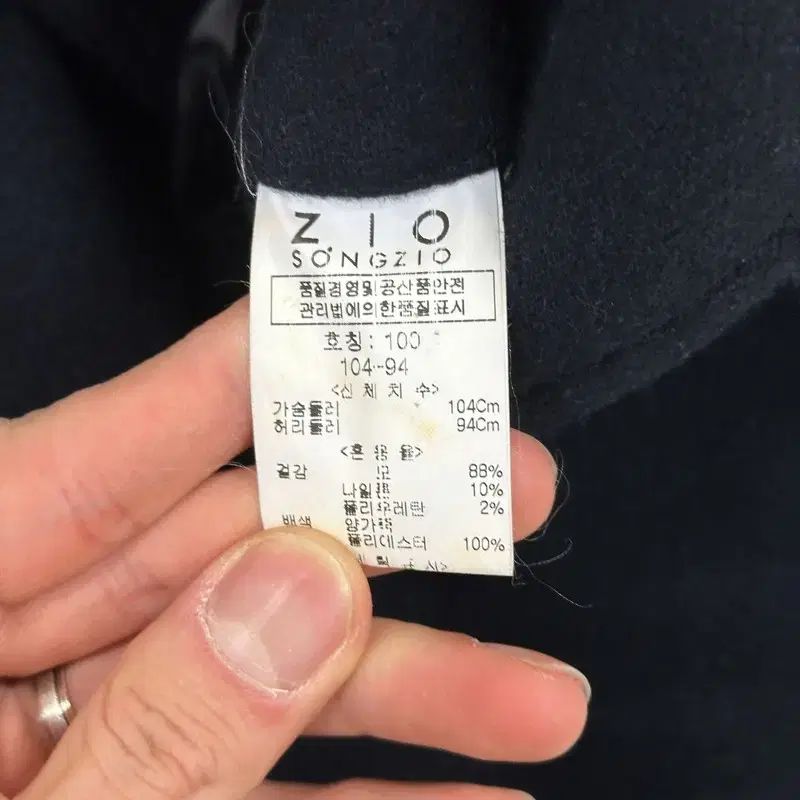 ZIO
SONGZIO
품질경영및공산품안전
관리법에의한품질표시
호칭: 100
104-94
<신체치수>
가슴둘레 104Cm
허리둘레 94Cm
<혼용율>
겉감 모 88%
나일론 10%
폴리우레탄 2%
배색 양가죽
폴리에스터 100%